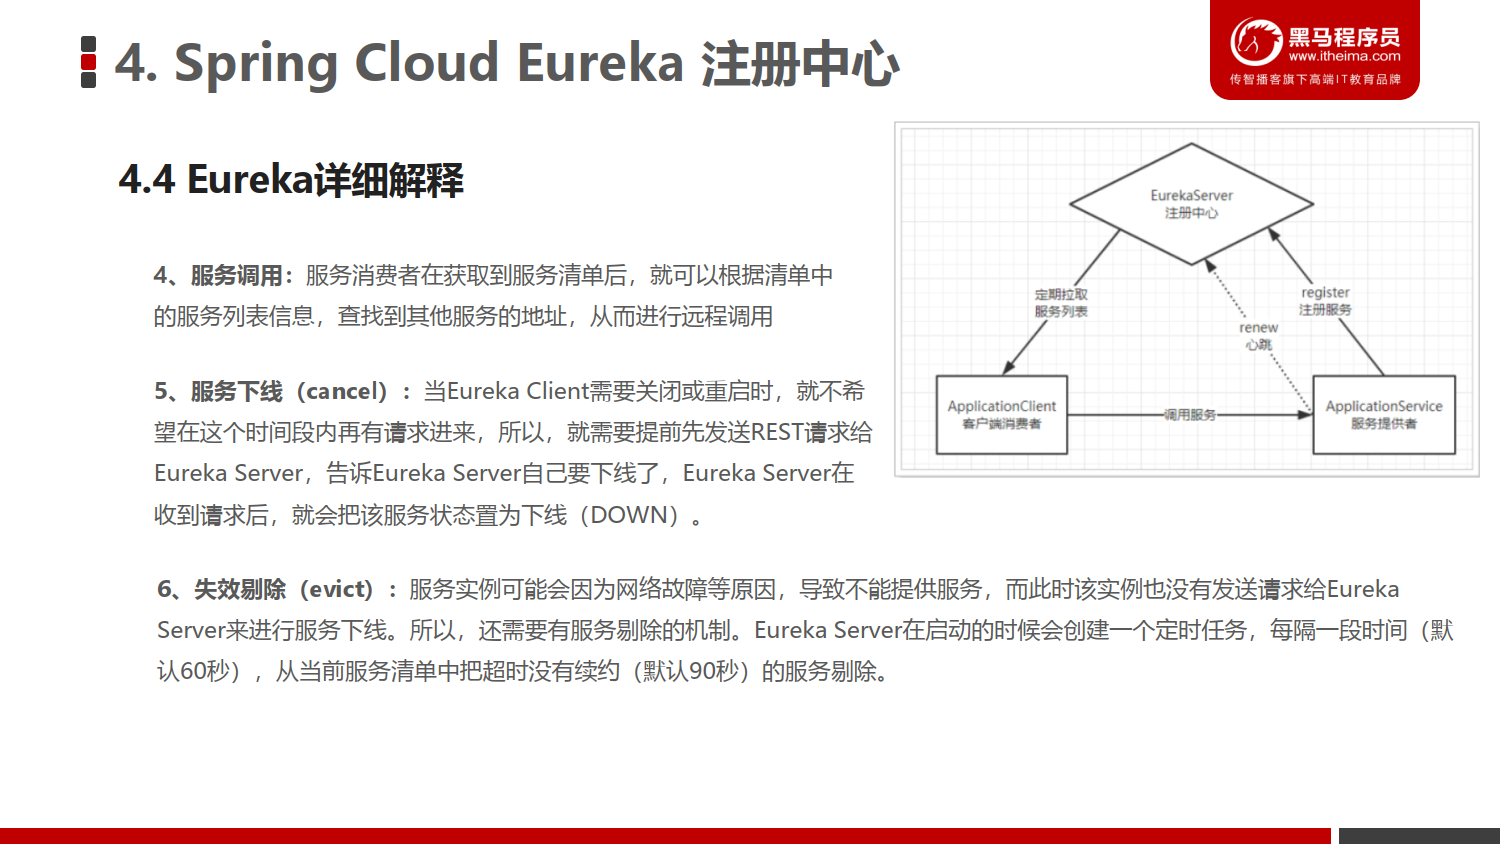 4. Spring Cloud Eureka 注册中心
黑马程序员
www.itheima.com
传智播客旗下高端IT教育品牌
4.4 Eureka详细解释
4、服务调用：服务消费者在获取到服务清单后，就可以根据清单中
的服务列表信息，查找到其他服务的地址，从而进行远程调用
5、服务下线（cancel）：当Eureka Client需要关闭或重启时，就不希
望在这个时间段内再有请求进来，所以，就需要提前先发送REST请求给
Eureka Server，告诉Eureka Server自己要下线了，Eureka Server在
收到请求后，就会把该服务状态置为下线（DOWN）。
EurekaServer
注册中心
定期拉取
服务列表
register
注册服务
renew
心跳
ApplicationClient
客户端消费者
调用服务
ApplicationService
服务提供者
6、失效剔除（evict）：服务实例可能会因为网络故障等原因，导致不能提供服务，而此时该实例也没有发送请求给Eureka
Server来进行服务下线。所以，还需要有服务剔除的机制。Eureka Server在启动的时候会创建一个定时任务，每隔一段时间（默
认60秒），从当前服务清单中把超时没有续约（默认90秒）的服务剔除。